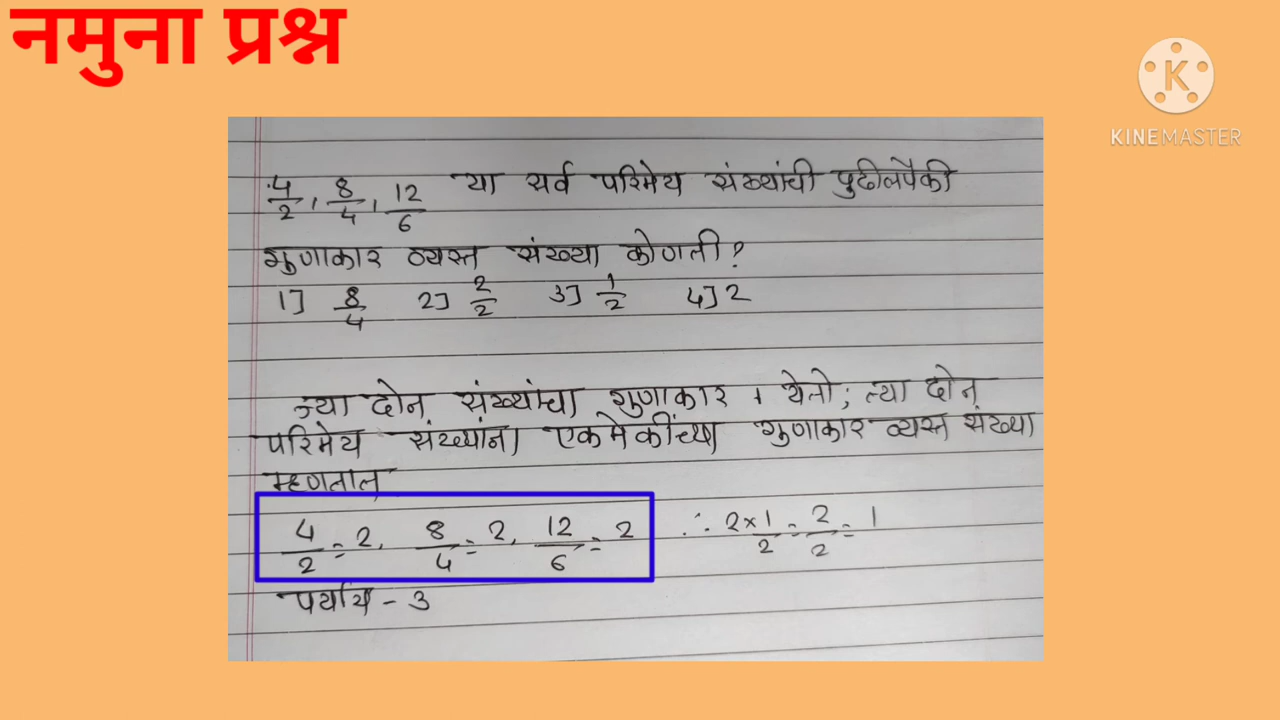 नमुना प्रश्न
K
KINEMASTER
4/2, 8/4, 12/6 या सर्व परिमेय संख्यांची पुढीलपैकी
गुणाकार व्यस्त संख्या कोणती?
1] 8/4 2] 2/2 3] 1/2 4] 2
ज्या दोन संख्यांचा गुणाकार 1 येतो; त्या दोन
परिमेय संख्यांना एकमेकींच्या गुणाकार व्यस्त संख्या
म्हणतात
4/2 = 2, 8/4 = 2, 12/6 = 2 ∴ 2×1/2 = 2/2 = 1
पर्याय - 3